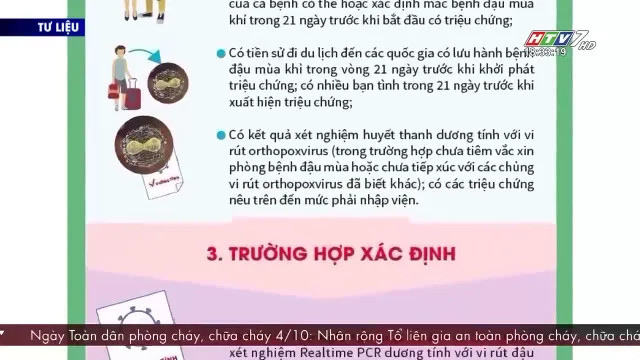 TƯ LIỆU
HTV7 HD
18:33:19
của ca bệnh có thể hoặc xác định mắc bệnh đậu mùa
khỉ trong 21 ngày trước khi bắt đầu có triệu chứng;
Có tiền sử đi du lịch đến các quốc gia có lưu hành bệnh
đậu mùa khỉ trong vòng 21 ngày trước khi khởi phát
triệu chứng; có nhiều bạn tình trong 21 ngày trước khi
xuất hiện triệu chứng;
Có kết quả xét nghiệm huyết thanh dương tính với vi
rút orthopoxvirus (trong trường hợp chưa tiêm vắc xin
phòng bệnh đậu mùa hoặc chưa tiếp xúc với các chủng
vi rút orthopoxvirus đã biết khác); có các triệu chứng
nêu trên đến mức phải nhập viện.
3. TRƯỜNG HỢP XÁC ĐỊNH
Ngày Toàn dân phòng cháy, chữa cháy 4/10: Nhân rộng Tổ liên gia an toàn phòng cháy, chữa chá
xét nghiệm Realtime PCR dương tính với vi rút đậu